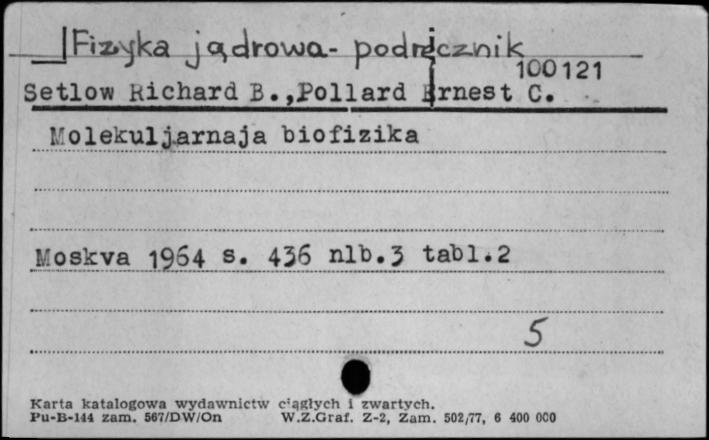 Fizyka jądrowa - podręcznik
100121
Setlow Richard B.,Pollard Ernest C.
Molekuljarnaja biofizika
Moskva 1964 s. 436 nlb.3 tabl.2
5
Karta katalogowa wydawnictw ciągłych i zwartych.
Pu-B-144 zam. 567/DW/On W.Z.Graf. Z-2, Zam. 502/77, 6 400 000